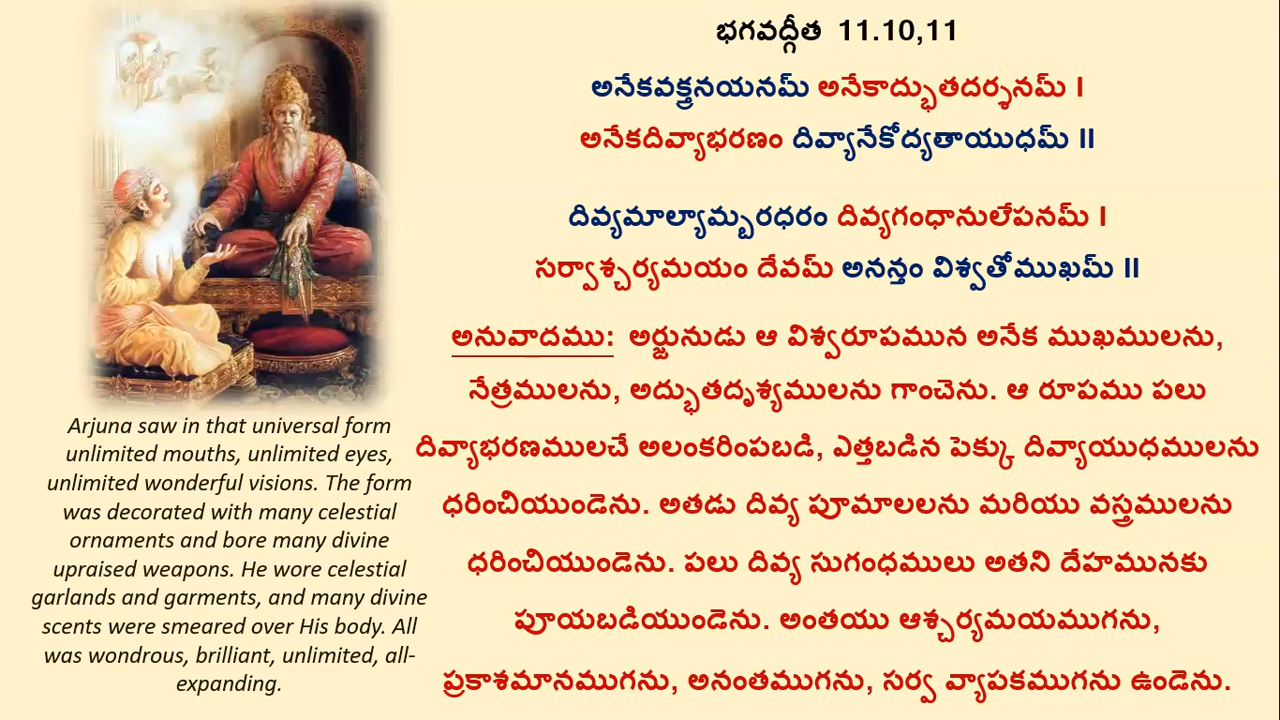 భగవద్గీత 11.10,11
అనేకవక్త్రనయనమ్ అనేకాద్భుతదర్శనమ్ I
అనేకదివ్యాభరణం దివ్యానేకోద్యతాయుధమ్ II
దివ్యమాల్యామ్బరధరం దివ్యగంధానులేపనమ్ I
సర్వాశ్చర్యమయం దేవమ్ అనన్తం విశ్వతోముఖమ్ II
అనువాదము: అర్జునుడు ఆ విశ్వరూపమున అనేక ముఖములను,
నేత్రములను, అద్భుతదృశ్యములను గాంచెను. ఆ రూపము పలు
దివ్యాభరణములచే అలంకరింపబడి, ఎత్తబడిన పెక్కు దివ్యాయుధములను
ధరించియుండెను. అతడు దివ్య పూమాలలను మరియు వస్త్రములను
ధరించియుండెను. పలు దివ్య సుగంధములు అతని దేహమునకు
పూయబడియుండెను. అంతయు ఆశ్చర్యమయముగను,
ప్రకాశమానముగను, అనంతముగను, సర్వ వ్యాపకముగను ఉండెను.
Arjuna saw in that universal form
unlimited mouths, unlimited eyes,
unlimited wonderful visions. The form
was decorated with many celestial
ornaments and bore many divine
upraised weapons. He wore celestial
garlands and garments, and many divine
scents were smeared over His body. All
was wondrous, brilliant, unlimited, all-
expanding.